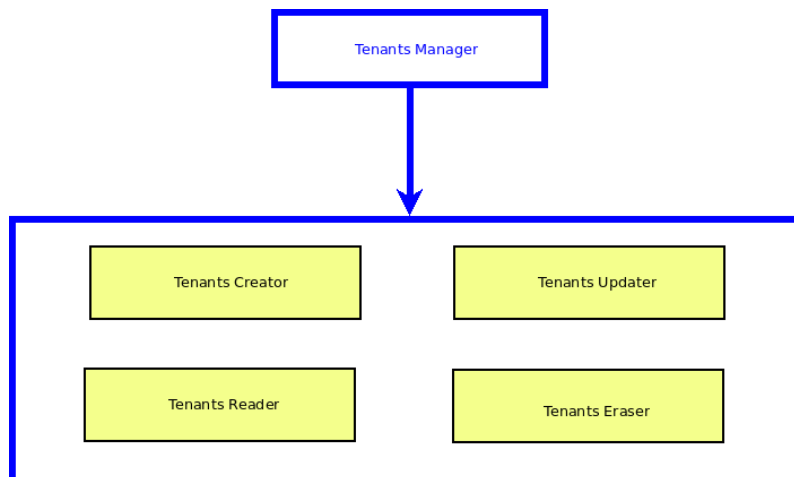 Tenants Manager
Tenants Creator
Tenants Updater
Tenants Reader
Tenants Eraser